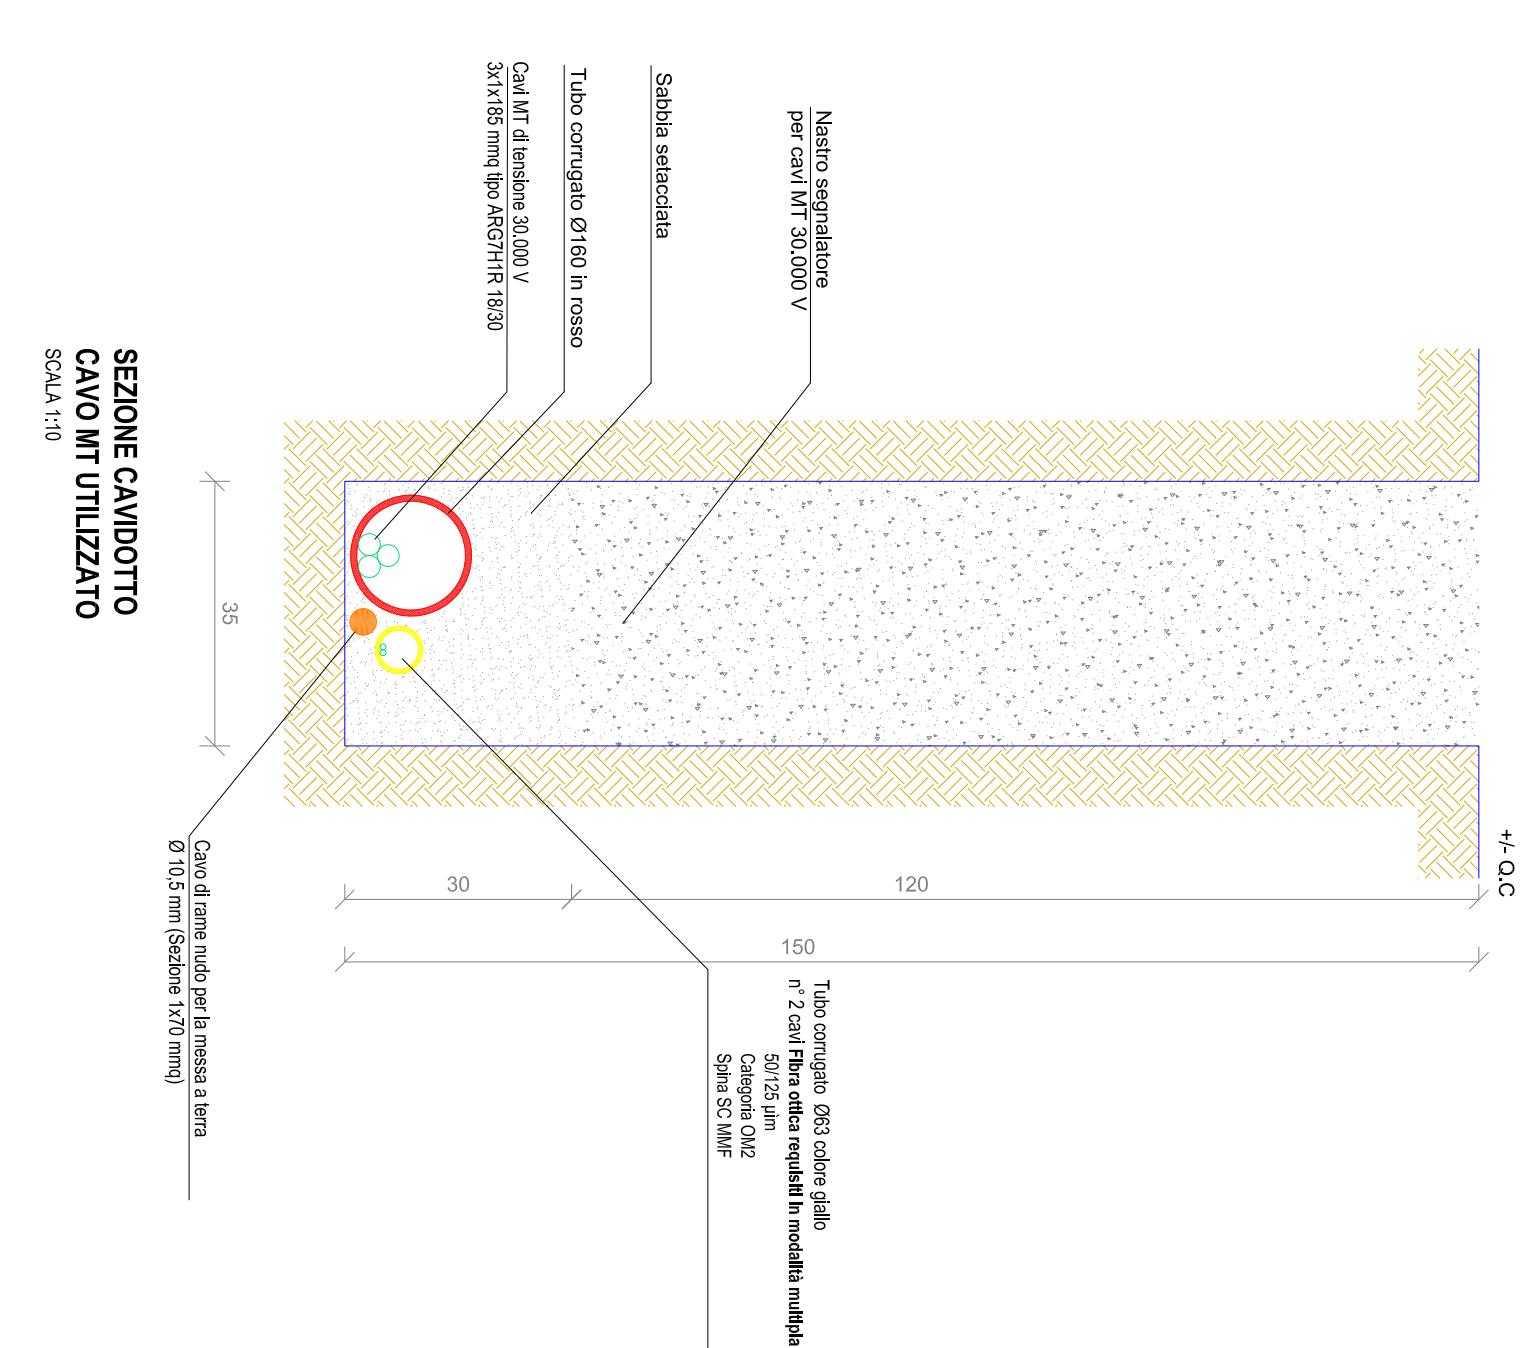 +/- Q.C
Nastro segnalatore
per cavi MT 30.000 V
Sabbia setacciata
Tubo corrugato Ø160 in rosso
Cavi MT di tensione 30.000 V
3x1x185 mmq tipo ARG7H1R 18/30
120
30
150
35
Tubo corrugato Ø63 colore giallo
n° 2 cavi Fibra ottica requisiti in modalità multipla
50/125 µìm
Categoria OM2
Spina SC MMF
Cavo di rame nudo per la messa a terra
Ø 10,5 mm (Sezione 1x70 mmq)
SEZIONE CAVIDOTTO
CAVO MT UTILIZZATO
SCALA 1:10